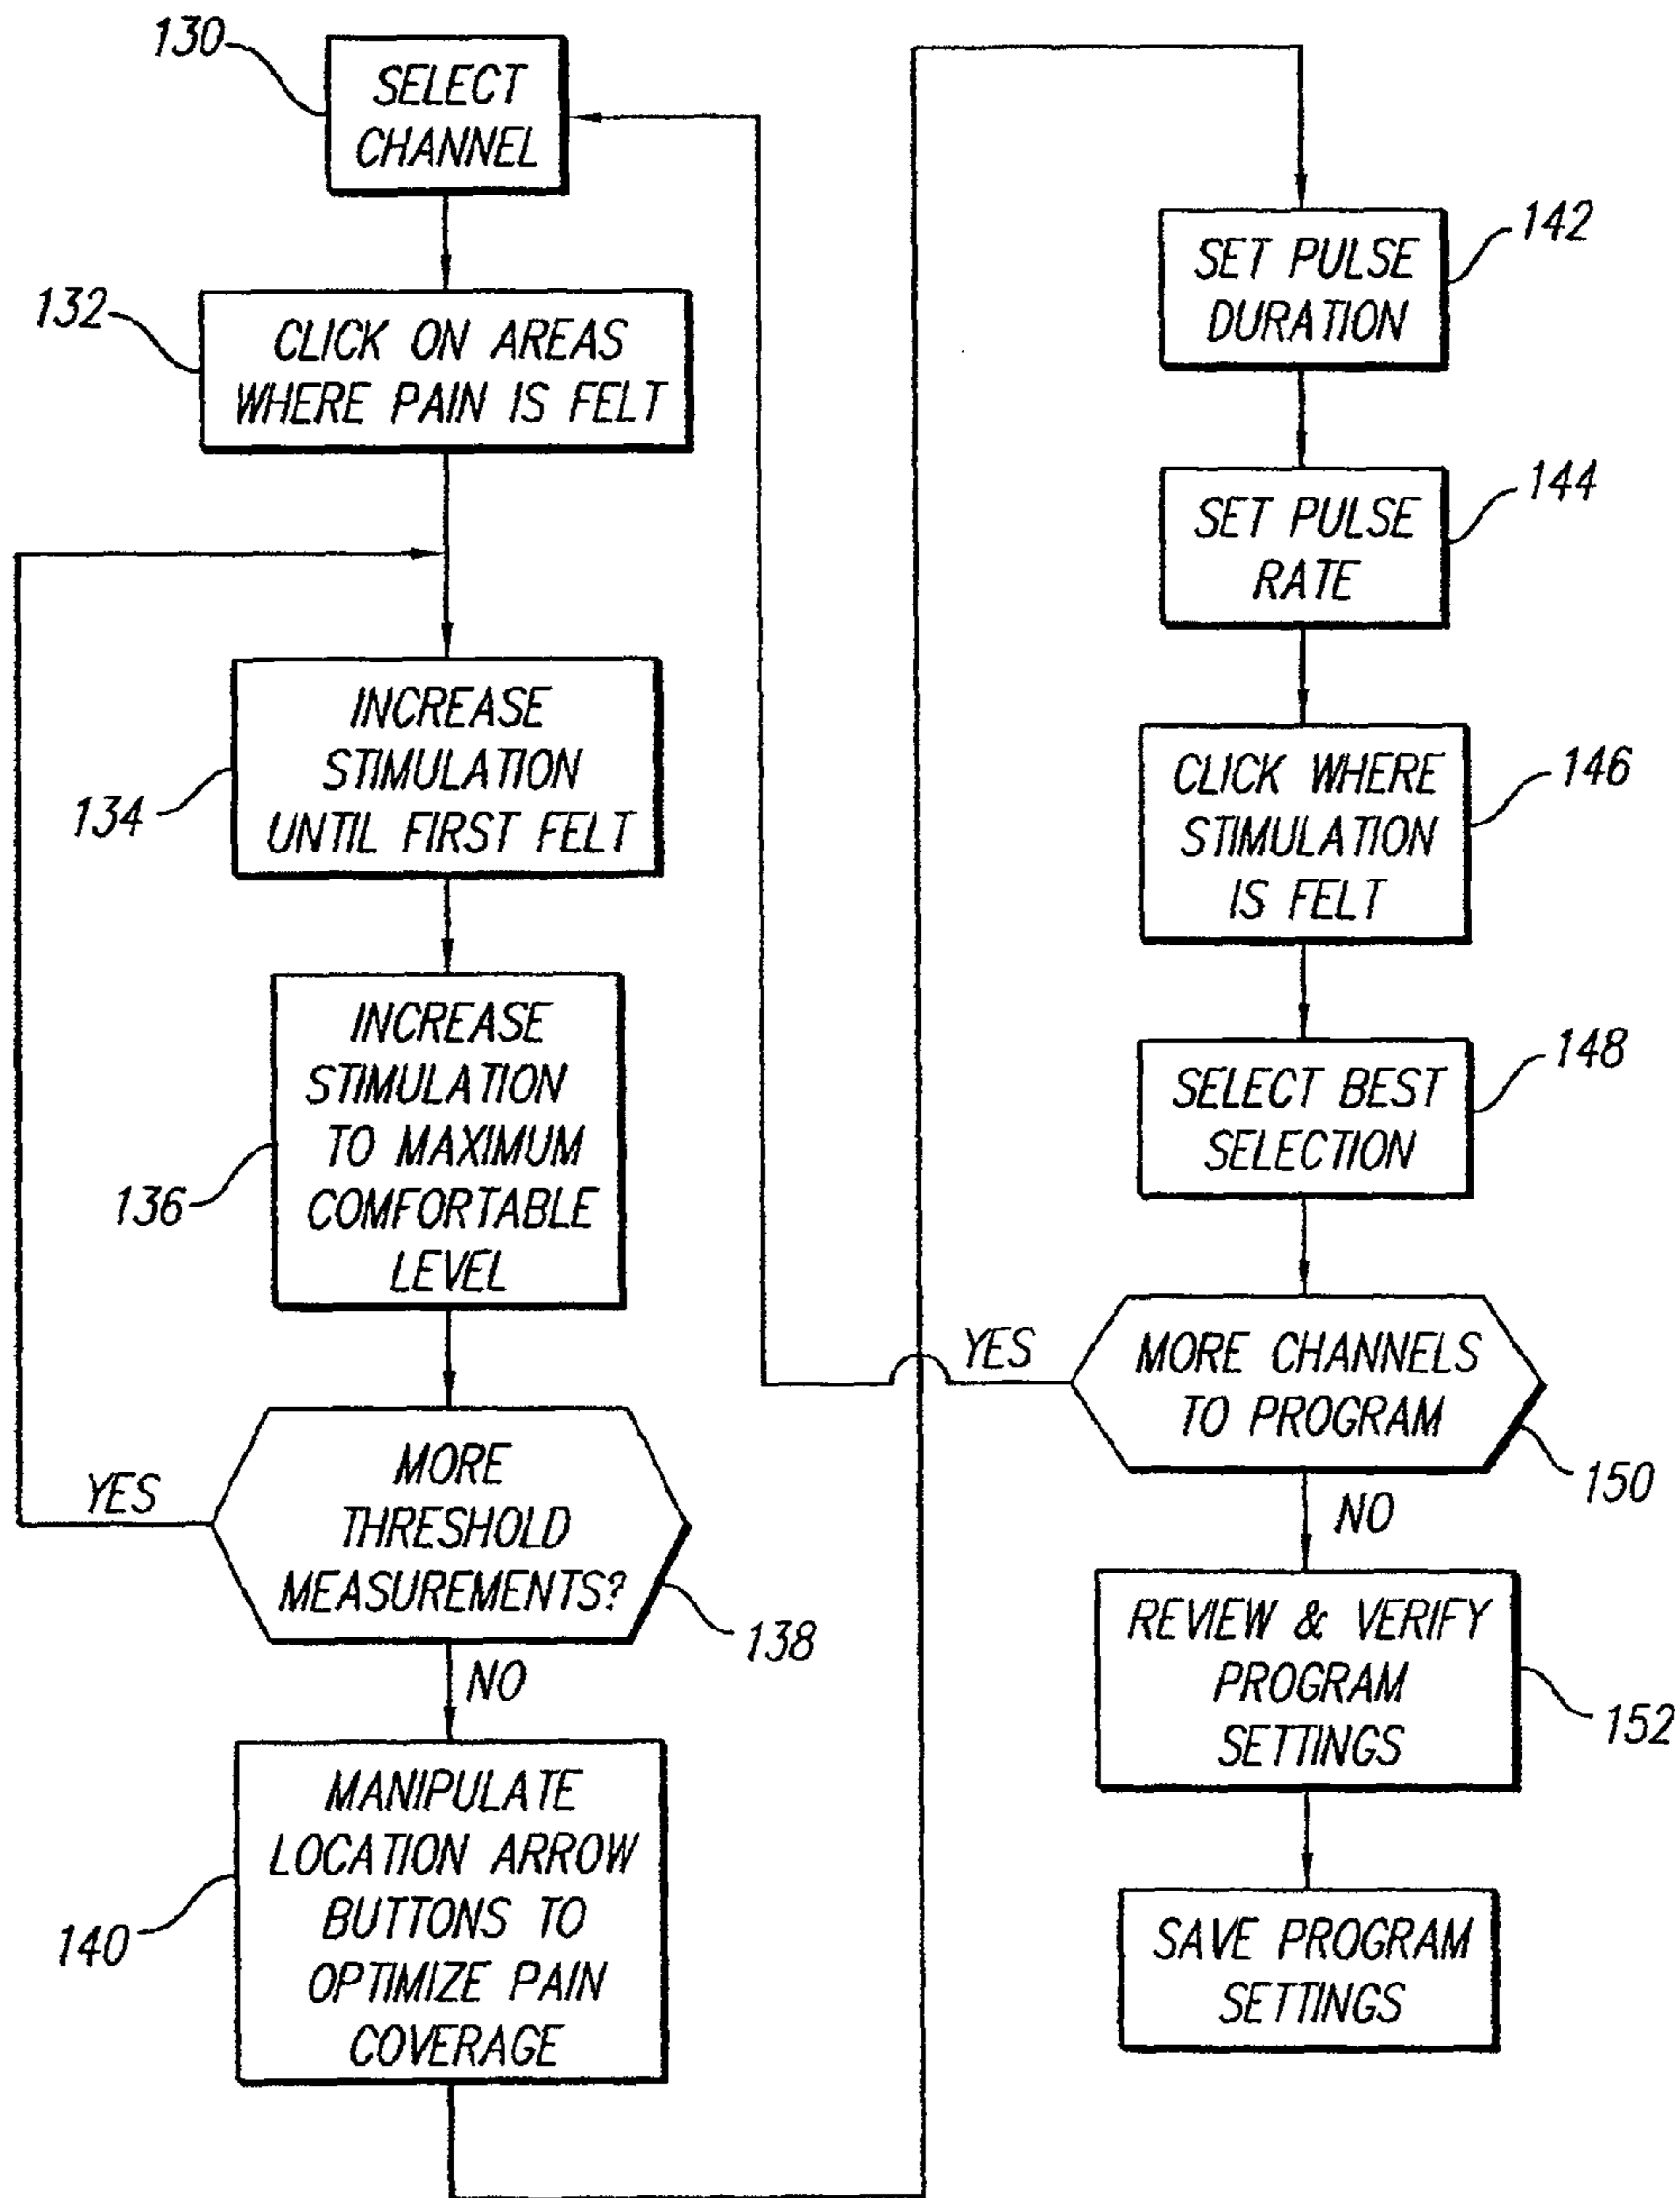 130
SELECT
CHANNEL
132
CLICK ON AREAS
WHERE PAIN IS FELT
INCREASE
STIMULATION
UNTIL FIRST FELT
134
INCREASE
STIMULATION
TO MAXIMUM
COMFORTABLE
LEVEL
136
YES
MORE
THRESHOLD
MEASUREMENTS?
138
NO
MANIPULATE
LOCATION ARROW
BUTTONS TO
OPTIMIZE PAIN
COVERAGE
140
SET PULSE
DURATION
142
SET PULSE
RATE
144
CLICK WHERE
STIMULATION
IS FELT
146
SELECT BEST
SELECTION
148
YES
MORE CHANNELS
TO PROGRAM
150
NO
REVIEW & VERIFY
PROGRAM
SETTINGS
152
SAVE PROGRAM
SETTINGS